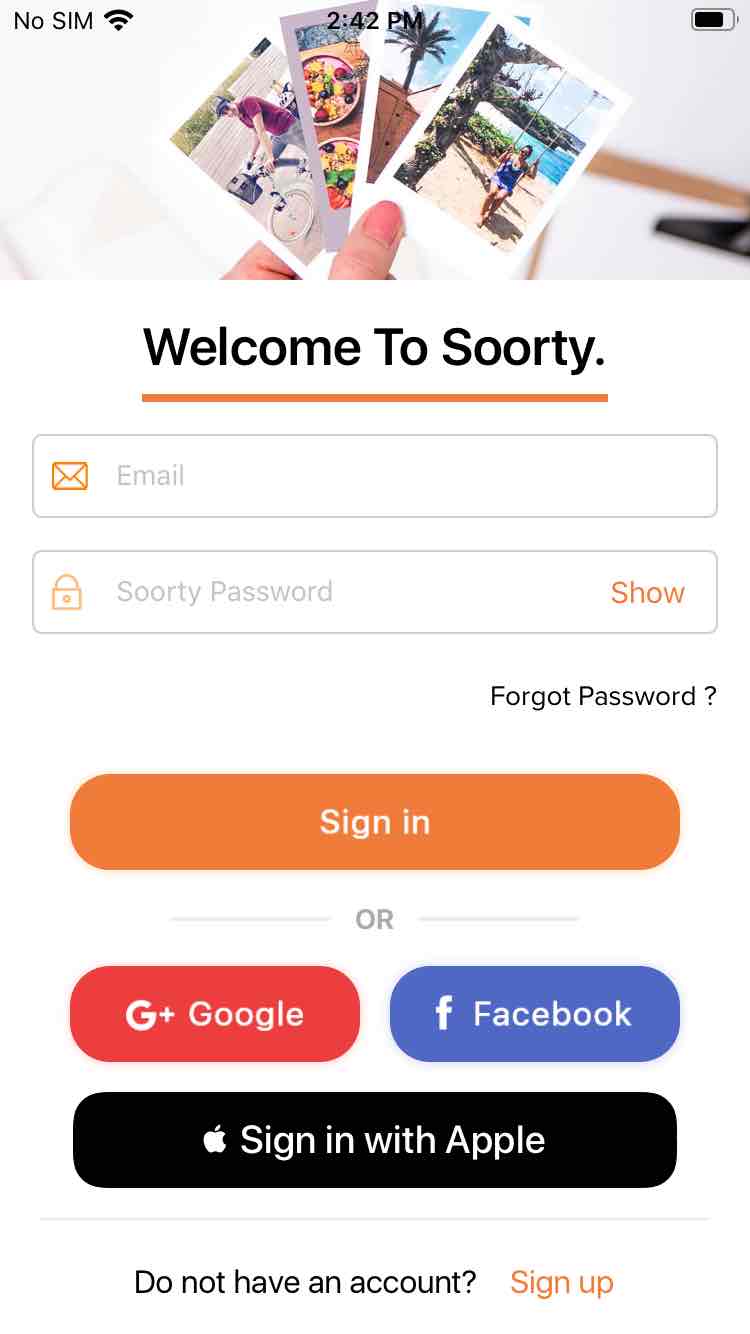 No SIM 2:42 PM
Welcome To Soorty.
Email
Soorty Password Show
Forgot Password ?
Sign in
OR
G+ Google
f Facebook
Sign in with Apple
Do not have an account? Sign up